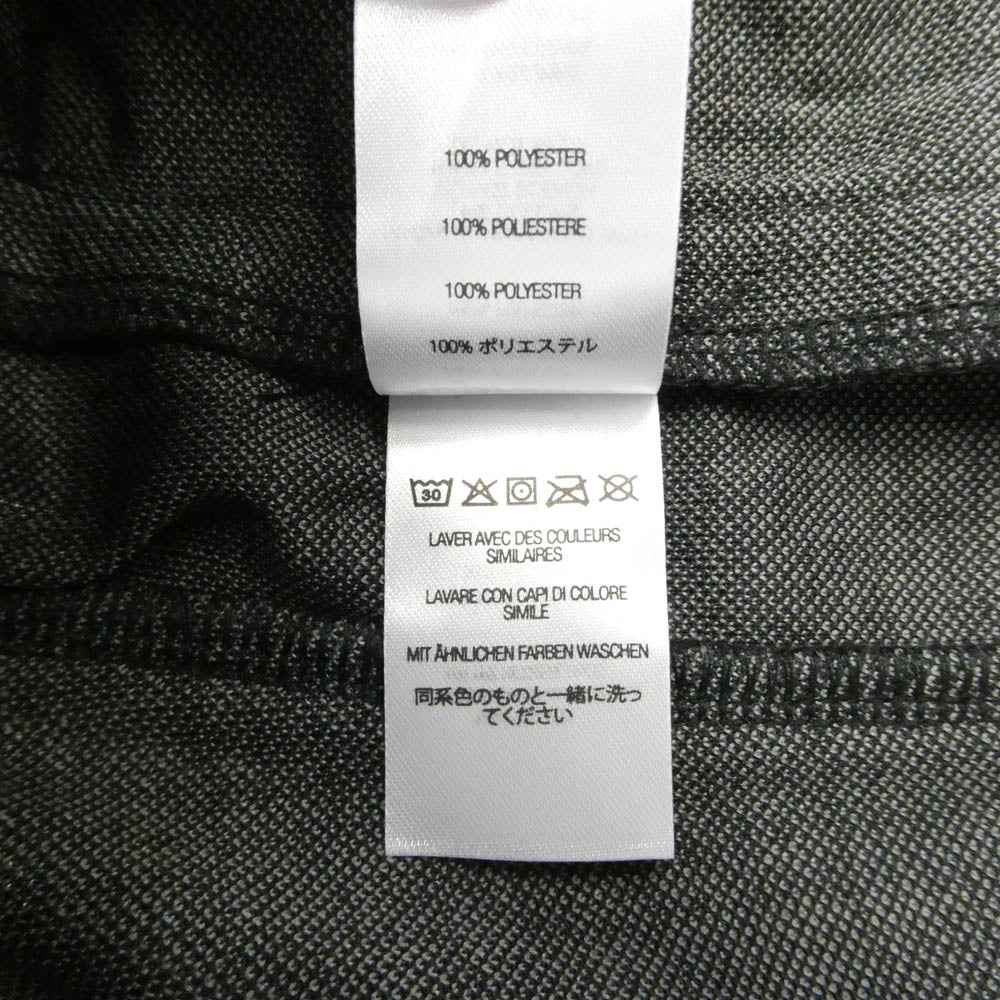 100% POLYESTER
100% POLIESTERE
100% POLYESTER
100% ポリエステル
30
LAVER AVEC DES COULEURS
SIMILAIRES
LAVARE CON CAPI DI COLORE
SIMILE
MIT ÄHNLICHEN FARBEN WASCHEN
同系色のものと一緒に洗っ
てください